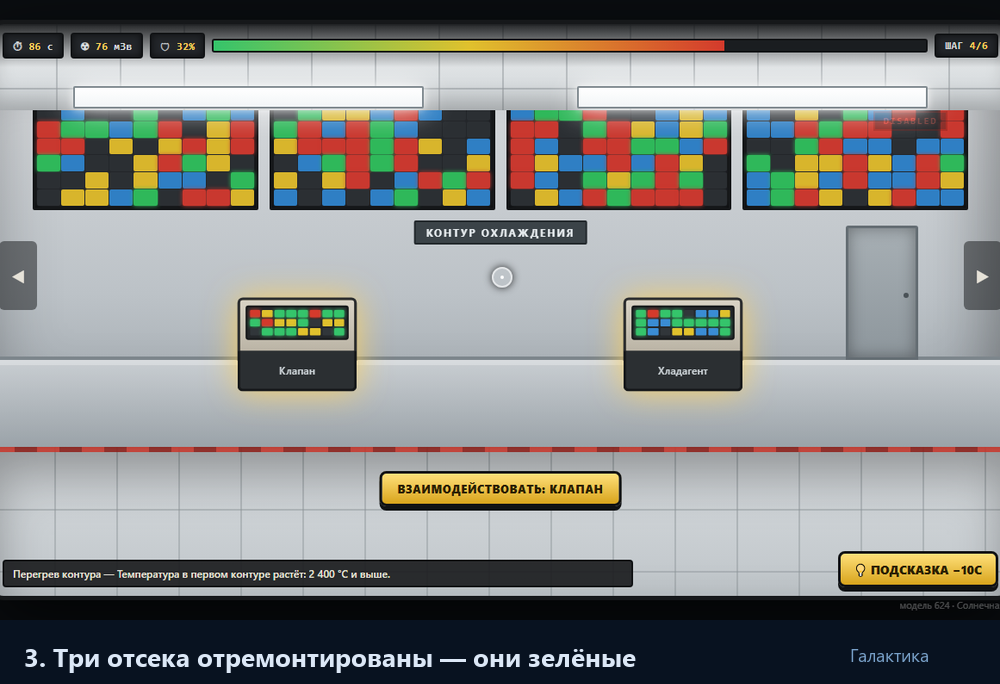 86 с
76 мЗв
32%
ШАГ 4/6
DISABLED
КОНТУР ОХЛАЖДЕНИЯ
Клапан
Хладагент
ВЗАИМОДЕЙСТВОВАТЬ: КЛАПАН
Перегрев контура — Температура в первом контуре растёт: 2 400 °C и выше.
ПОДСКАЗКА −10С
модель 624 · Солнечна
3. Три отсека отремонтированы — они зелёные
Галактика